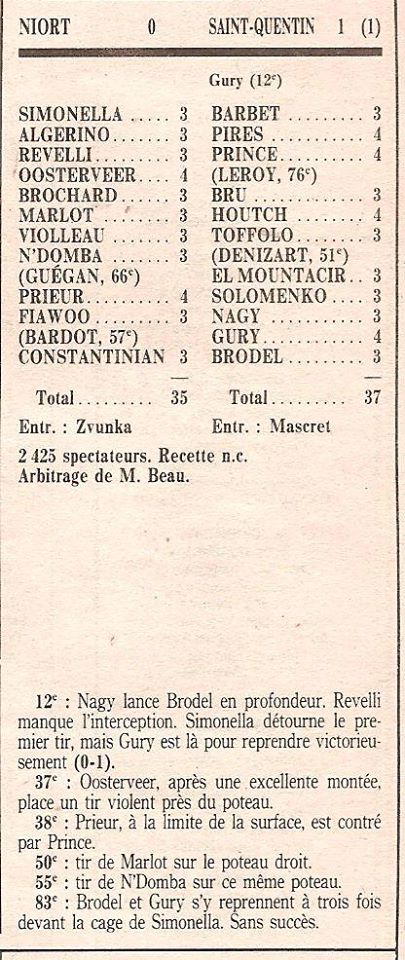 NIORT 0 SAINT-QUENTIN 1 (1)
Gury (12e)
SIMONELLA ..... 3 BARBET ............ 3
ALGERINO....... 3 PIRES .............. 4
REVELLI.......... 3 PRINCE............. 4
OOSTERVEER.... 4 (LEROY, 76e)
BROCHARD...... 3 BRU ................ 3
MARLOT ......... 3 HOUTCH .......... 4
VIOLLEAU ....... 3 TOFFOLO.......... 3
N'DOMBA ........ 3 (DENIZART, 51e)
(GUÉGAN, 66e) EL MOUNTACIR.. 3
PRIEUR........... 4 SOLOMENKO .... 3
FIAWOO .......... 3 NAGY .............. 3
(BARDOT, 57e) GURY............... 4
CONSTANTINIAN 3 BRODEL ........... 3
Total......... 35 Total......... 37
Entr. : Zvunka Entr. : Mascret
2 425 spectateurs. Recette n.c.
Arbitrage de M. Beau.
12e : Nagy lance Brodel en profondeur. Revelli
manque l'interception. Simonella détourne le pre-
mier tir, mais Gury est là pour reprendre victorieu-
sement (0-1).
37e : Oosterveer, après une excellente montée,
place un tir violent près du poteau.
38e : Prieur, à la limite de la surface, est contré
par Prince.
50e : tir de Marlot sur le poteau droit.
55e : tir de N'Domba sur ce même poteau.
83e : Brodel et Gury s'y reprennent à trois fois
devant la cage de Simonella. Sans succès.